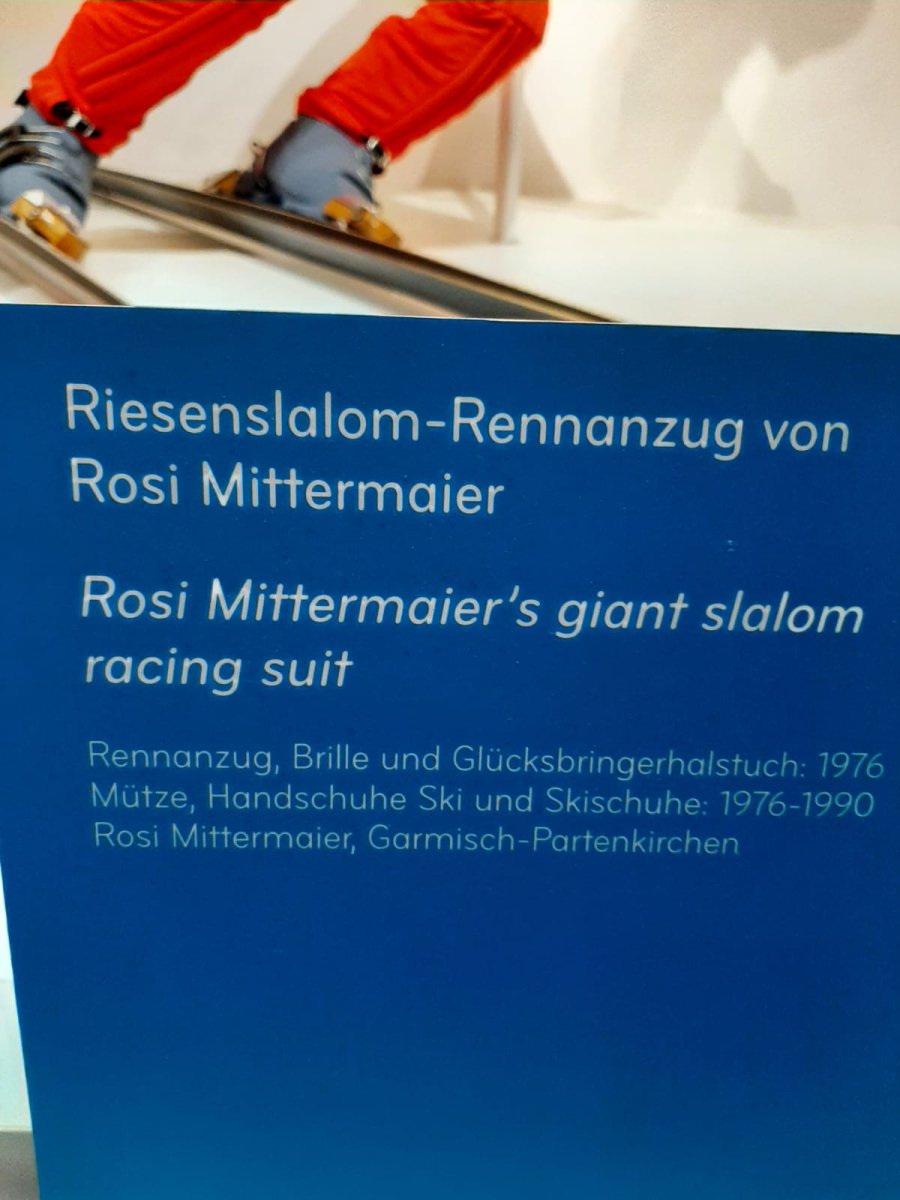 Riesenslalom-Rennanzug von
Rosi Mittermaier
Rosi Mittermaier's giant slalom
racing suit
Rennanzug, Brille und Glücksbringerhalstuch: 1976
Mütze, Handschuhe Ski und Skischuhe: 1976-1990
Rosi Mittermaier, Garmisch-Partenkirchen